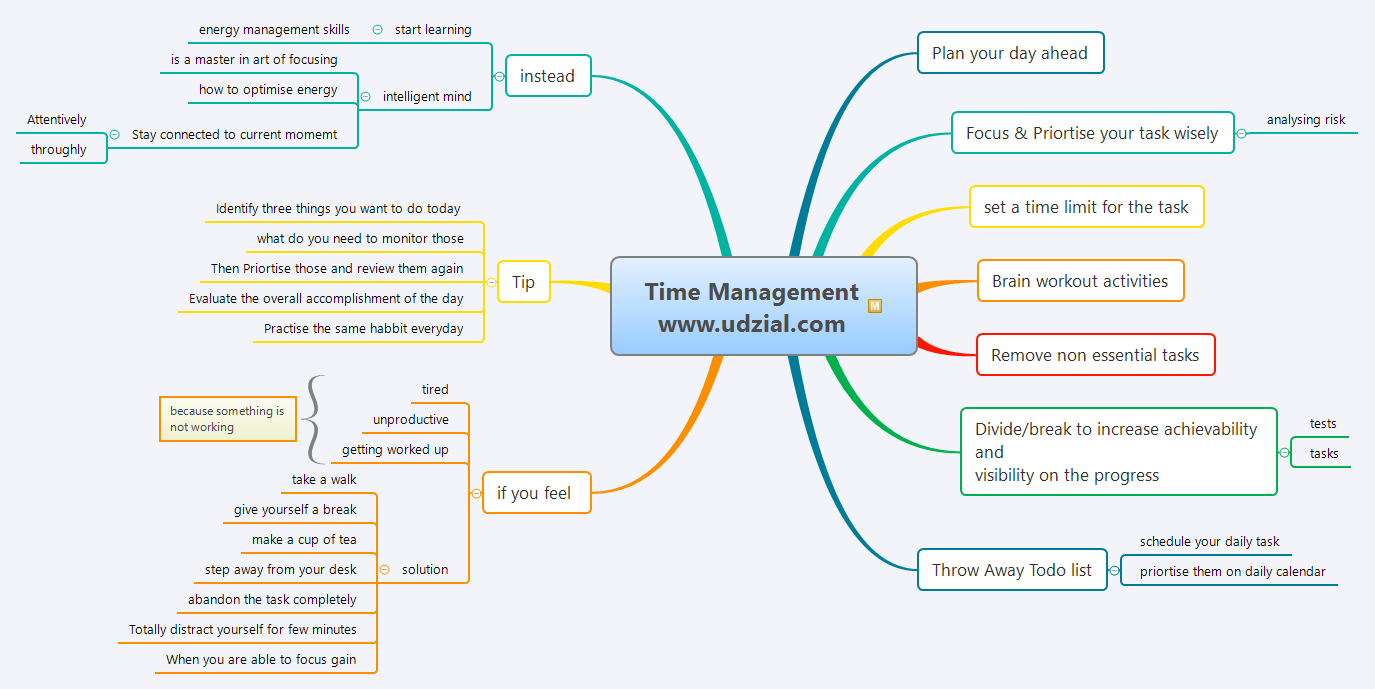 Time Management
www.udzial.com
M
Plan your day ahead
Focus & Priortise your task wisely
analysing risk
set a time limit for the task
Brain workout activities
Remove non essential tasks
Divide/break to increase achievability
and
visibility on the progress
tests
tasks
Throw Away Todo list
schedule your daily task
priortise them on daily calendar
instead
start learning
energy management skills
intelligent mind
is a master in art of focusing
how to optimise energy
Stay connected to current momemt
Attentively
throughly
Tip
Identify three things you want to do today
what do you need to monitor those
Then Priortise those and review them again
Evaluate the overall accomplishment of the day
Practise the same habbit everyday
if you feel
tired
unproductive
getting worked up
because something is
not working
solution
take a walk
give yourself a break
make a cup of tea
step away from your desk
abandon the task completely
Totally distract yourself for few minutes
When you are able to focus gain